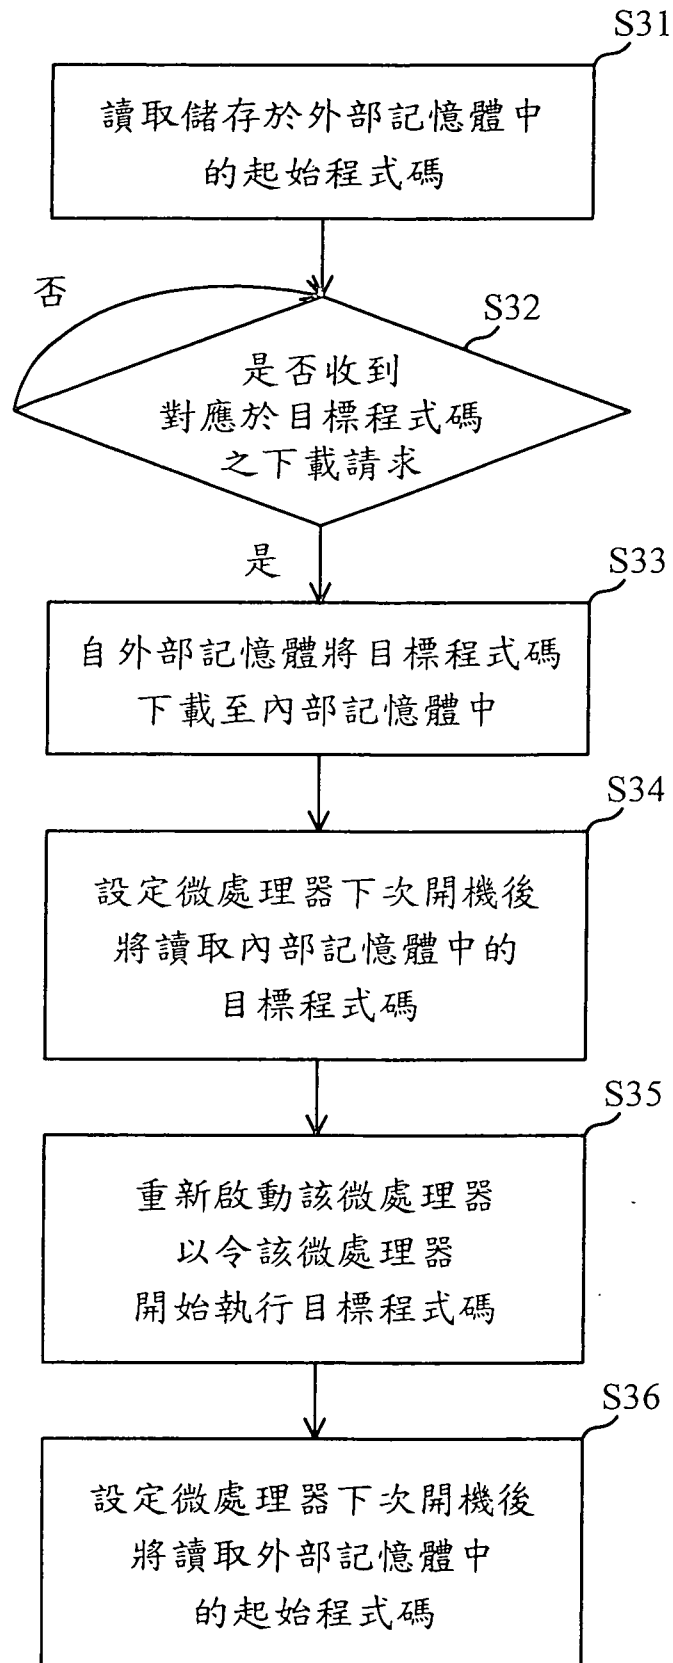 S31
讀取儲存於外部記憶體中
的起始程式碼
否
S32
是否收到
對應於目標程式碼
之下載請求
是
S33
自外部記憶體將目標程式碼
下載至內部記憶體中
S34
設定微處理器下次開機後
將讀取內部記憶體中的
目標程式碼
S35
重新啟動該微處理器
以令該微處理器
開始執行目標程式碼
S36
設定微處理器下次開機後
將讀取外部記憶體中
的起始程式碼